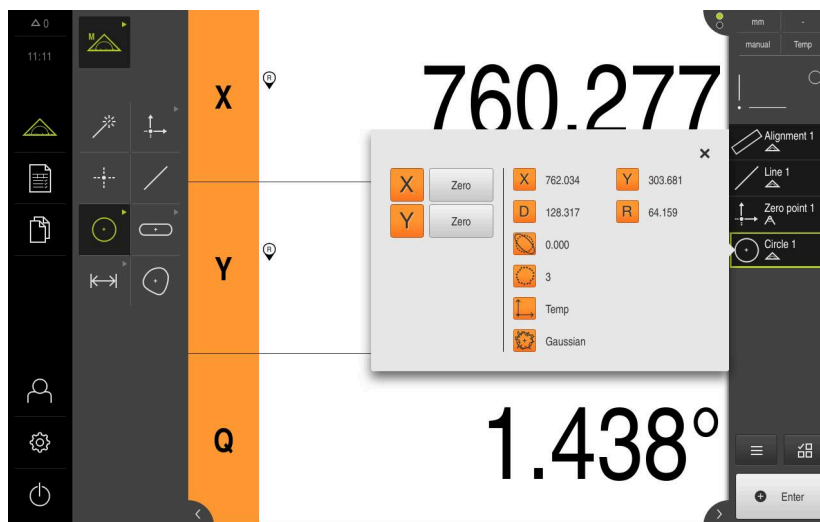 0
mm
-
11:11
M
manual
Temp
X
R
760.277
Alignment 1
X
Zero
X
762.034
Y
303.681
Line 1
Y
Zero
D
128.317
R
64.159
Zero point 1
0.000
Circle 1
Y
R
3
Temp
Gaussian
Q
1.438°
Enter